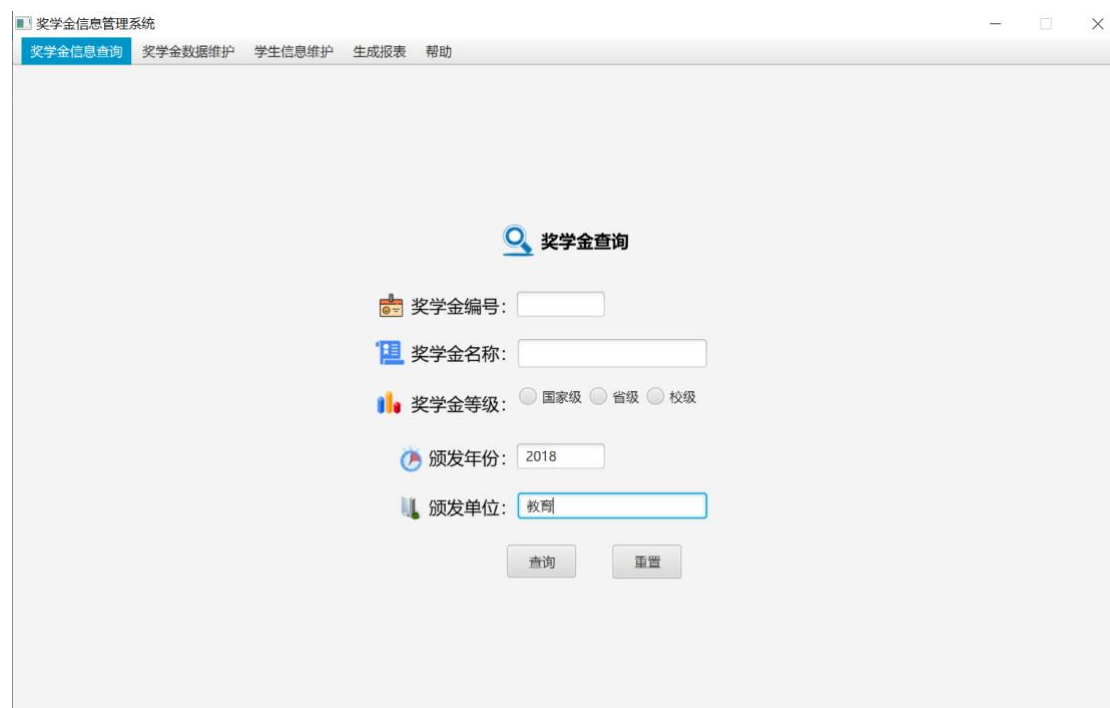 奖学金信息管理系统
奖学金信息查询 奖学金数据维护 学生信息维护 生成报表 帮助
奖学金查询
奖学金编号：
奖学金名称：
奖学金等级： 国家级 省级 校级
颁发年份： 2018
颁发单位： 教育
查询 重置